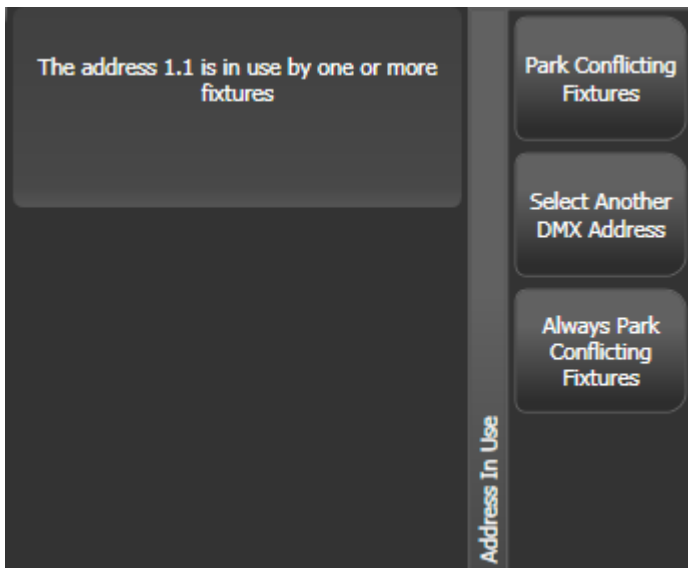 The address 1.1 is in use by one or more
fixtures
Park Conflicting
Fixtures
Select Another
DMX Address
Always Park
Conflicting
Fixtures
Address In Use